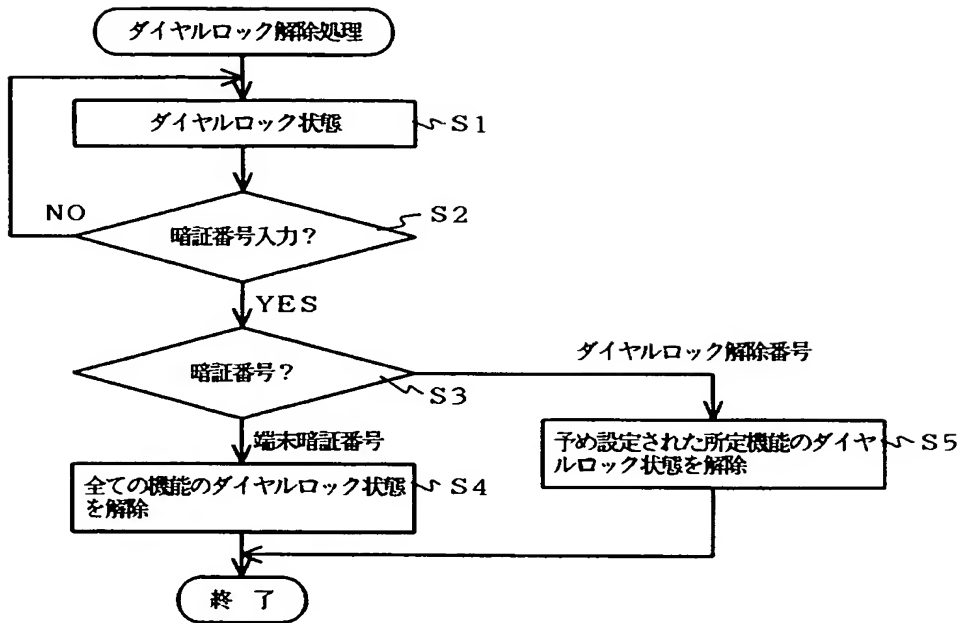 ダイヤルロック解除処理
ダイヤルロック状態
S1
NO
S2
暗証番号入力？
YES
ダイヤルロック解除番号
暗証番号？
S3
端末暗証番号
予め設定された所定機能のダイヤ
ルロック状態を解除
S5
全ての機能のダイヤルロック状態
を解除
S4
終 了